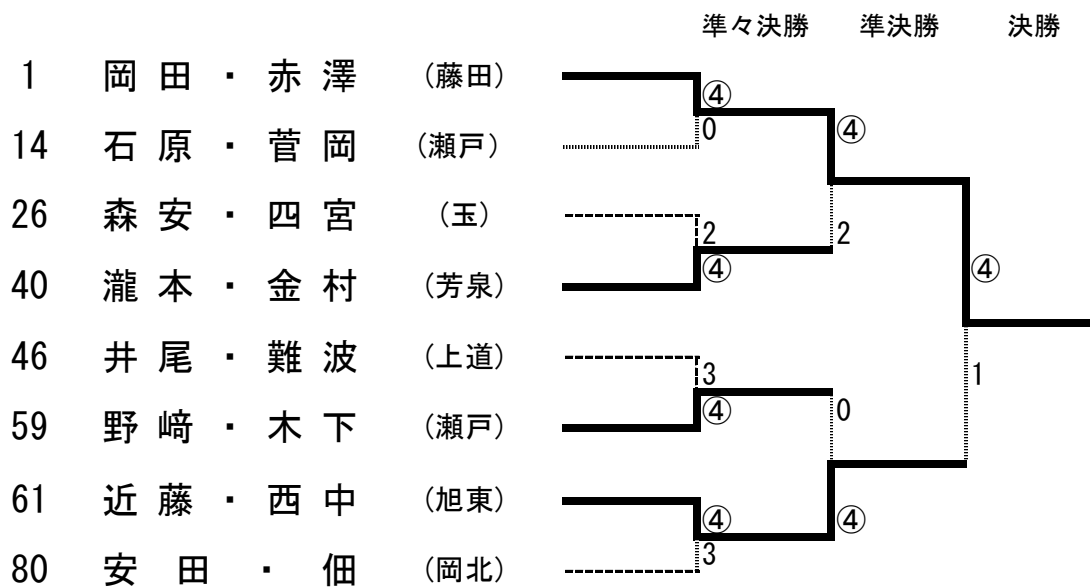 準々決勝 準決勝 決勝
1 岡田・赤澤 (藤田)
④
④
0
14 石原・菅岡 (瀬戸)
26 森安・四宮 (玉)
2 2
④ ④
40 瀧本・金村 (芳泉)
46 井尾・難波 (上道)
3 1
④ 0
59 野﨑・木下 (瀬戸)
61 近藤・西中 (旭東)
④ ④
3
80 安田・佃 (岡北)